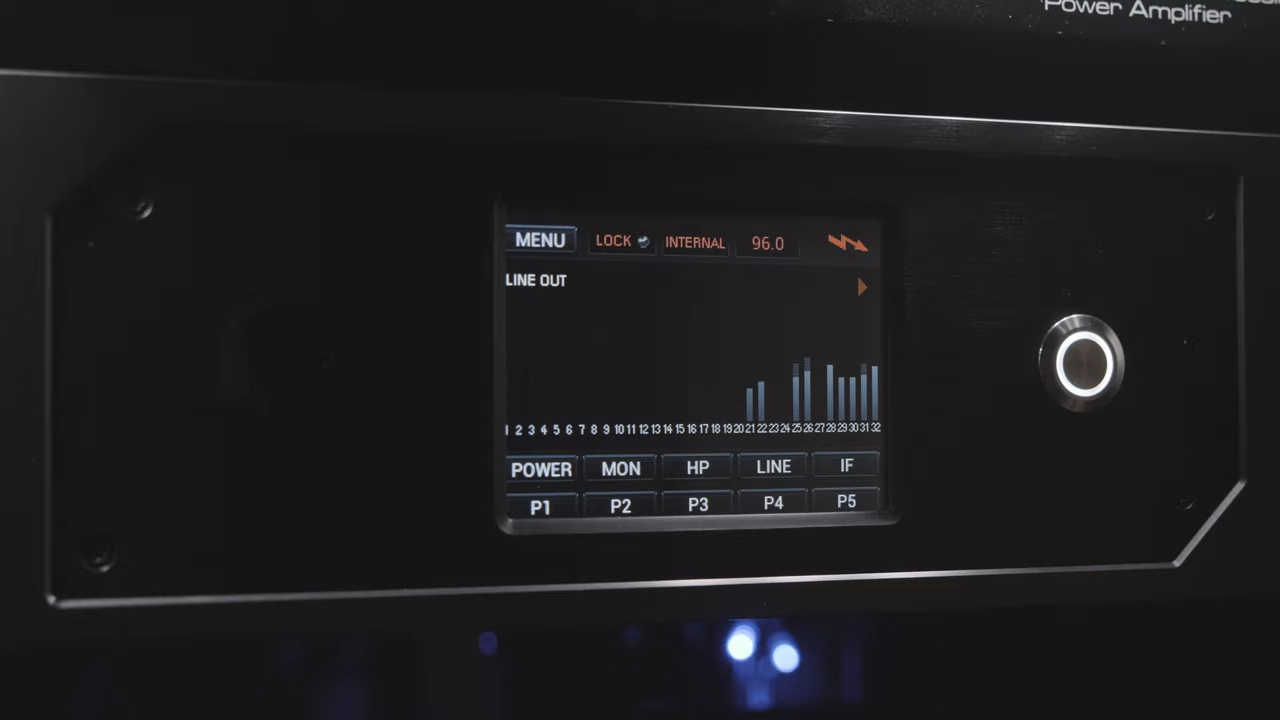 Power Amplifier
MENU LOCK INTERNAL 96.0
LINE OUT
1 2 3 4 5 6 7 8 9 10 11 12 13 14 15 16 17 18 19 20 21 22 23 24 25 26 27 28 29 30 31 32
POWER MON HP LINE IF
P1 P2 P3 P4 P5